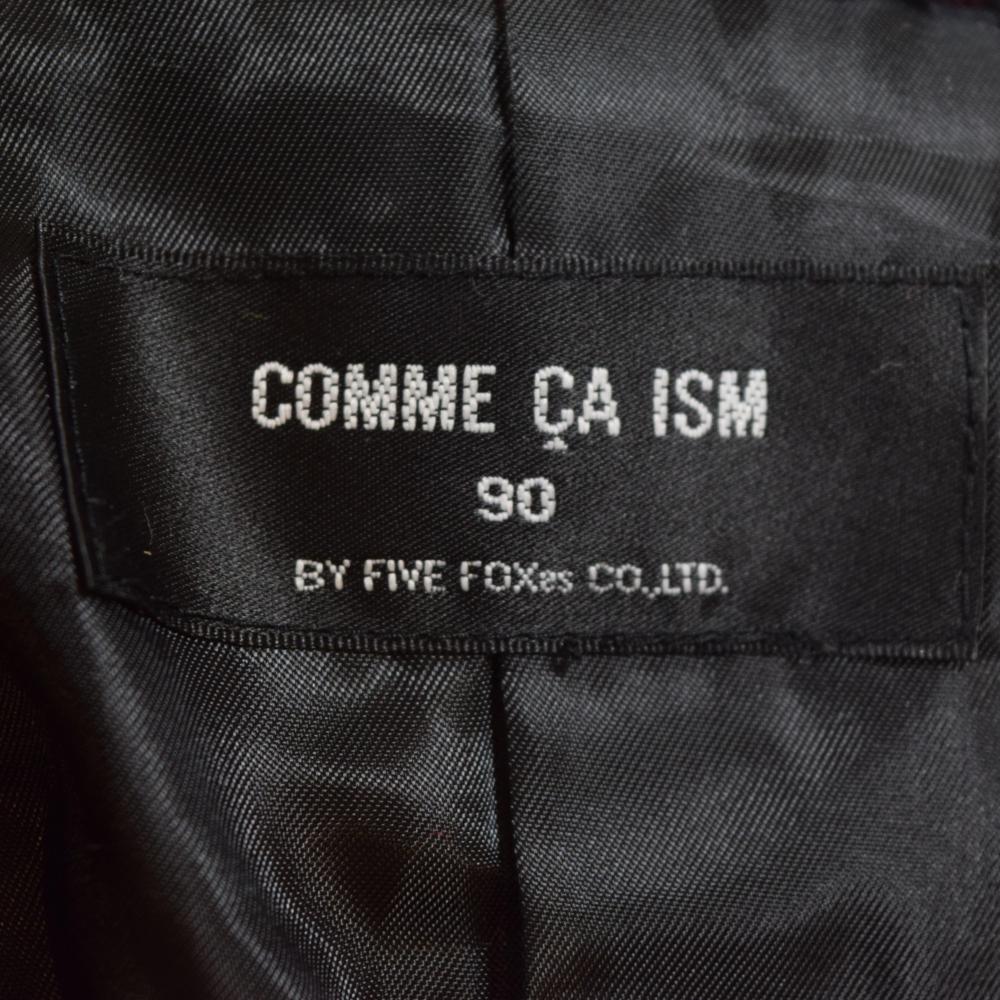 COMME ÇA ISM
90
BY FIVE FOXes CO.,LTD.